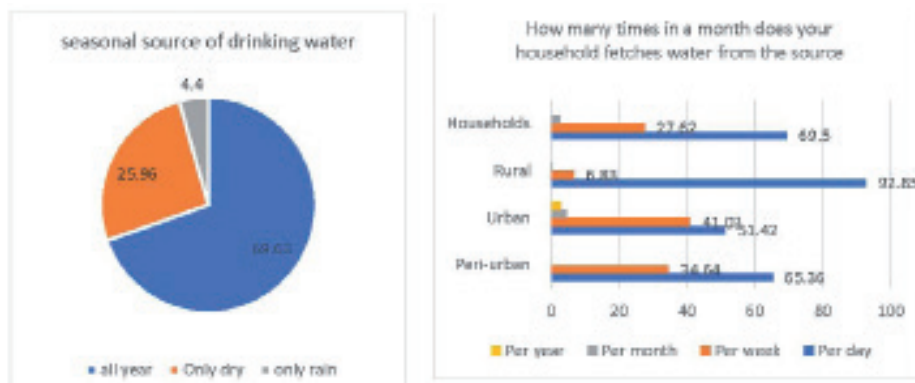 seasonal source of drinking water
4.4
25.96
69.63
all year Only dry only rain
How many times in a month does your
household fetches water from the source
Households
27.62
69.5
Rural
6.83
92.85
Urban
41.03
51.42
Peri-urban
34.64
65.36
0 20 40 60 80 100
Per year Per month Per week Per day